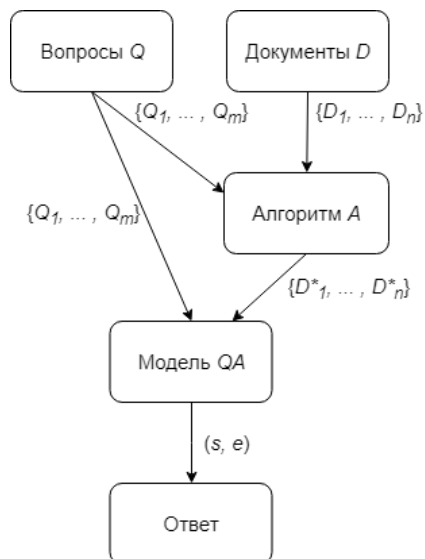 Вопросы Q
Документы D
{Q₁, ... , Qₘ}
{D₁, ... , Dₙ}
{Q₁, ... , Qₘ}
Алгоритм A
{D*₁, ... , D*ₙ}
Модель QA
(s, e)
Ответ